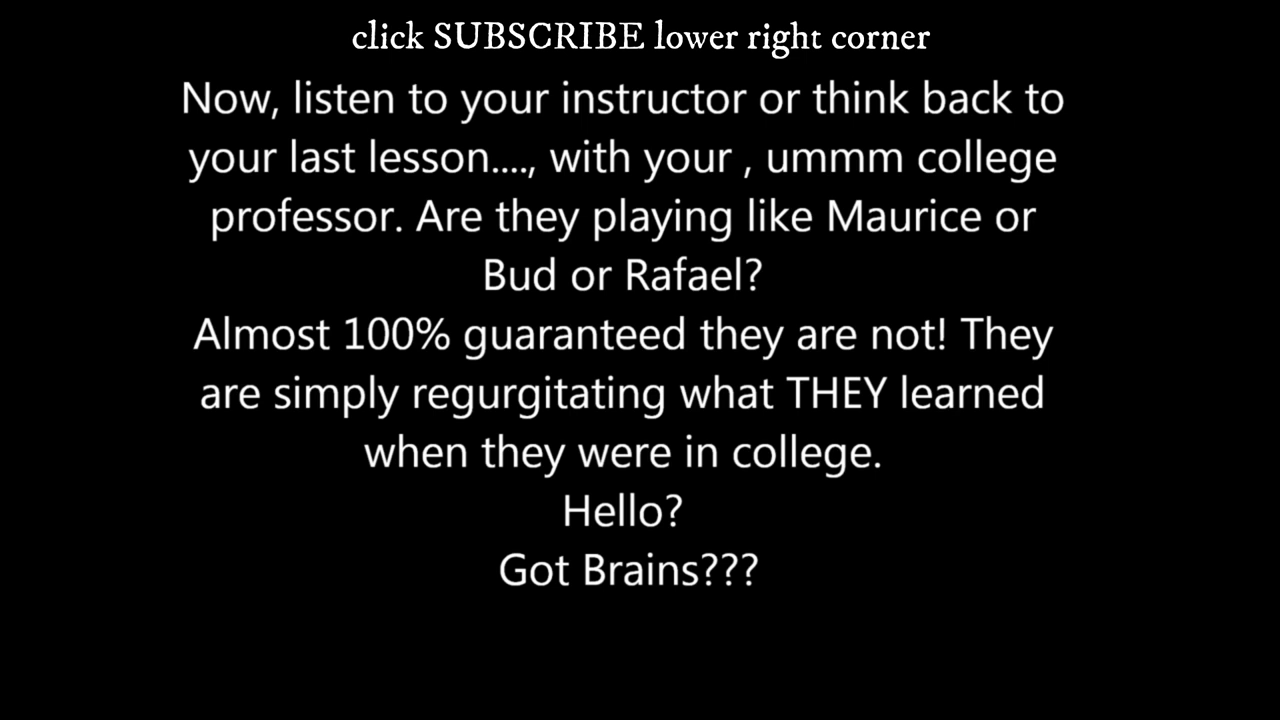 click SUBSCRIBE lower right corner
Now, listen to your instructor or think back to
your last lesson...., with your , ummm college
professor. Are they playing like Maurice or
Bud or Rafael?
Almost 100% guaranteed they are not! They
are simply regurgitating what THEY learned
when they were in college.
Hello?
Got Brains???